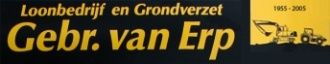 Loonbedrijf en Grondverzet
Gebr. van Erp
1955 - 2005